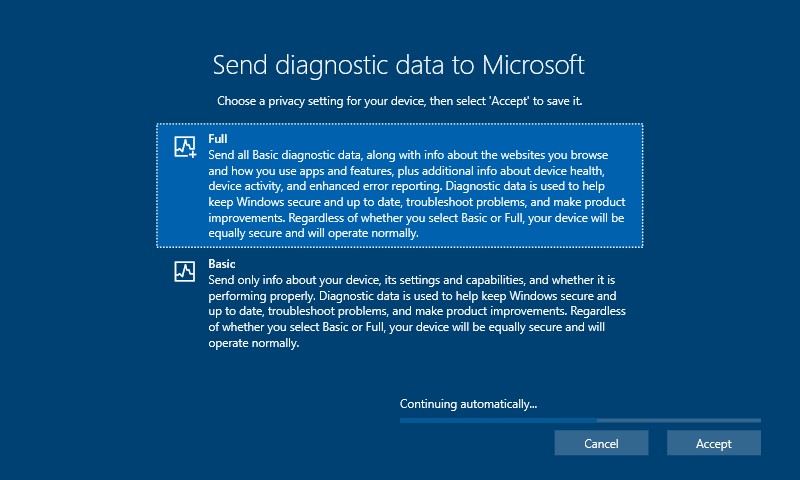 Send diagnostic data to Microsoft
Choose a privacy setting for your device, then select 'Accept' to save it.
Full
Send all Basic diagnostic data, along with info about the websites you browse
and how you use apps and features, plus additional info about device health,
device activity, and enhanced error reporting. Diagnostic data is used to help
keep Windows secure and up to date, troubleshoot problems, and make product
improvements. Regardless of whether you select Basic or Full, your device will be
equally secure and will operate normally.
Basic
Send only info about your device, its settings and capabilities, and whether it is
performing properly. Diagnostic data is used to help keep Windows secure and
up to date, troubleshoot problems, and make product improvements. Regardless
of whether you select Basic or Full, your device will be equally secure and will
operate normally.
Continuing automatically...
Cancel
Accept